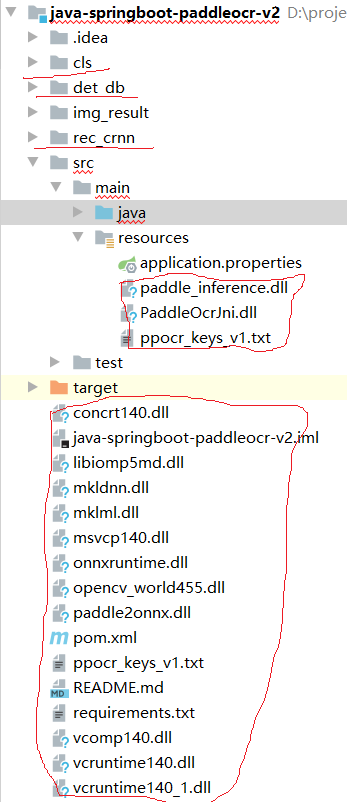 java-springboot-paddleocr-v2 D:\proje
.idea
cls
det_db
img_result
rec_crnn
src
main
java
resources
application.properties
paddle_inference.dll
PaddleOcrJni.dll
ppocr_keys_v1.txt
test
target
concrt140.dll
java-springboot-paddleocr-v2.iml
libiomp5md.dll
mkldnn.dll
mklml.dll
msvcp140.dll
onnxruntime.dll
opencv_world455.dll
paddle2onnx.dll
m pom.xml
ppocr_keys_v1.txt
MD README.md
requirements.txt
vcomp140.dll
vcruntime140.dll
vcruntime140_1.dll